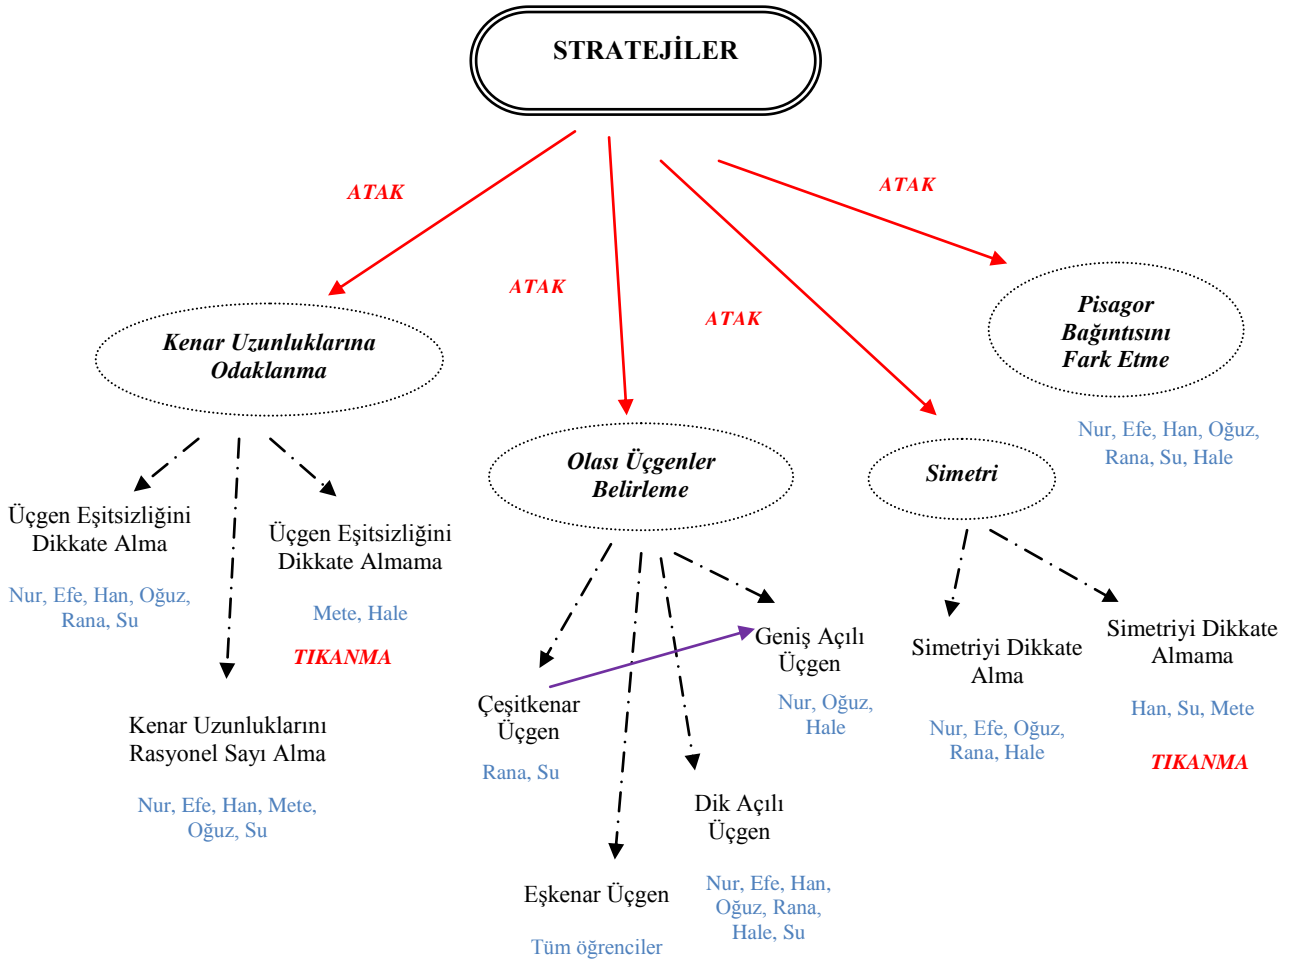 STRATEJİLER
ATAK
ATAK
ATAK
ATAK
Kenar Uzunluklarına
Odaklanma
Üçgen Eşitsizliğini
Dikkate Alma
Nur, Efe, Han, Oğuz,
Rana, Su
Kenar Uzunluklarını
Rasyonel Sayı Alma
Nur, Efe, Han, Mete,
Oğuz, Su
Üçgen Eşitsizliğini
Dikkate Almama
Mete, Hale
TIKANMA
Olası Üçgenler
Belirleme
Çeşitkenar
Üçgen
Rana, Su
Eşkenar Üçgen
Tüm öğrenciler
Dik Açılı
Üçgen
Nur, Efe, Han,
Oğuz, Rana,
Hale, Su
Geniş Açılı
Üçgen
Nur, Oğuz,
Hale
Simetri
Simetriyi Dikkate
Alma
Nur, Efe, Oğuz,
Rana, Hale
Simetriyi Dikkate
Almama
Han, Su, Mete
TIKANMA
Pisagor
Bağıntısını
Fark Etme
Nur, Efe, Han, Oğuz,
Rana, Su, Hale